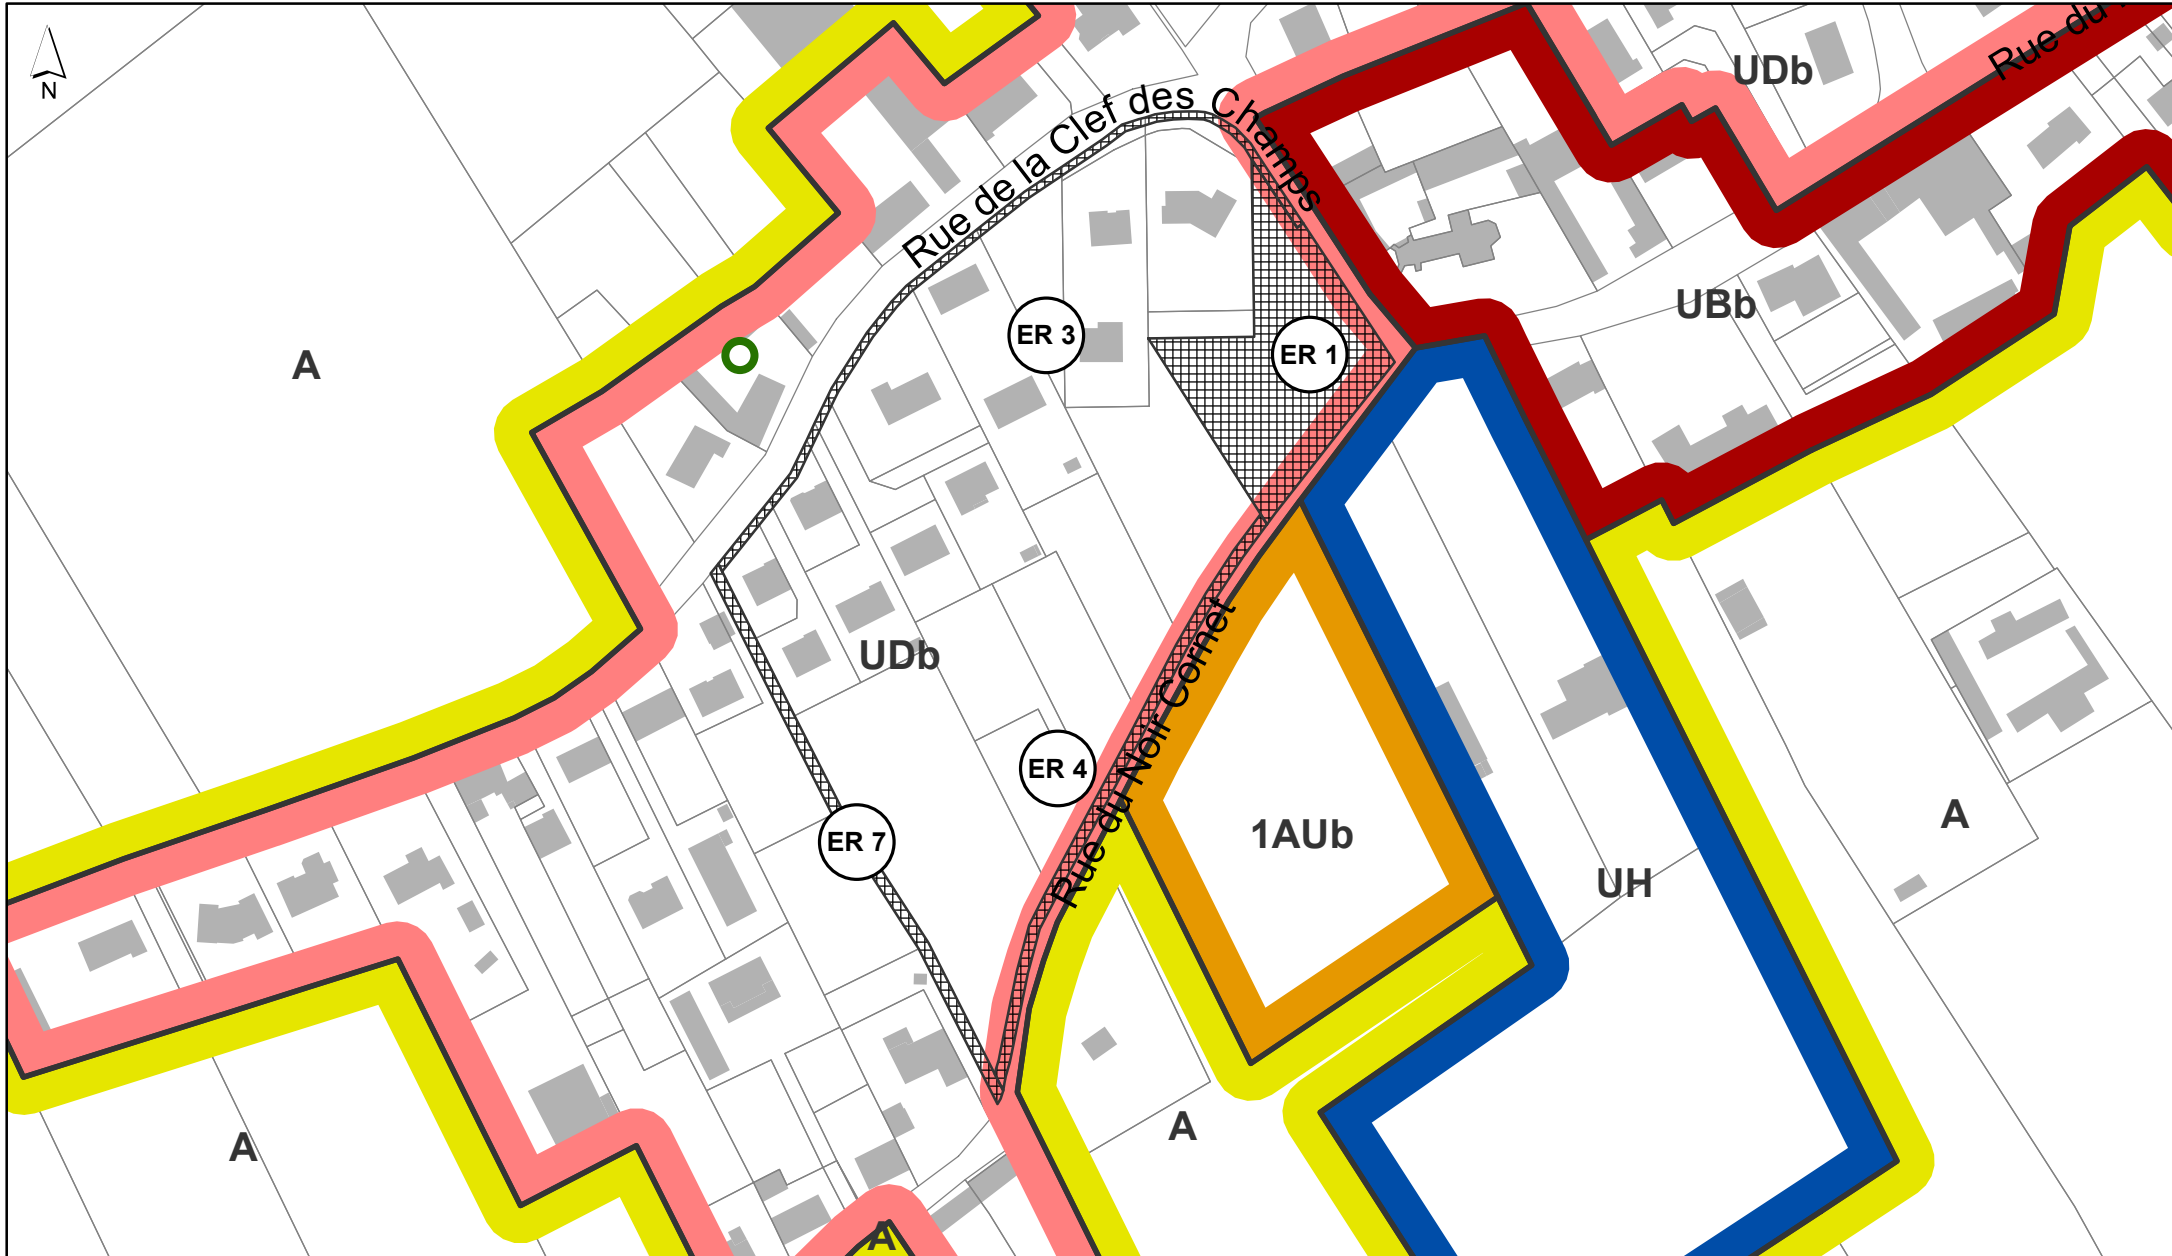 Rue du
UDb
N
Rue de la Clef des Champs
UBb
ER 3
ER 1
A
UDb
Rue du Noir Cornet
ER 4
A
1AUb
ER 7
UH
A
A
A